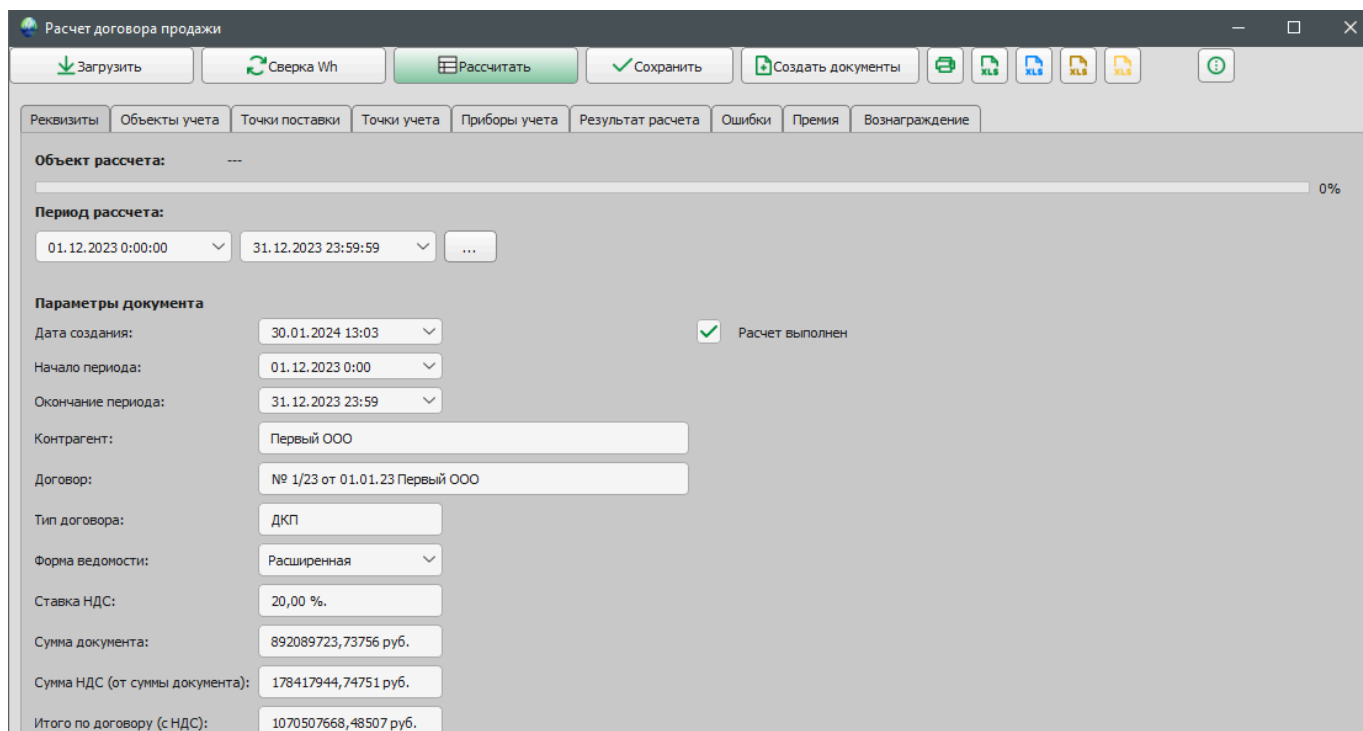 Расчет договора продажи
Загрузить Сверка Wh Рассчитать Сохранить Создать документы XLS XLS XLS XLS
Реквизиты Объекты учета Точки поставки Точки учета Приборы учета Результат расчета Ошибки Премия Вознаграждение
Объект рассчета: ---
0%
Период рассчета:
01.12.2023 0:00:00 31.12.2023 23:59:59 ...
Параметры документа
Дата создания: 30.01.2024 13:03 Расчет выполнен
Начало периода: 01.12.2023 0:00
Окончание периода: 31.12.2023 23:59
Контрагент: Первый ООО
Договор: № 1/23 от 01.01.23 Первый ООО
Тип договора: ДКП
Форма ведомости: Расширенная
Ставка НДС: 20,00 %.
Сумма документа: 892089723,73756 руб.
Сумма НДС (от суммы документа): 178417944,74751 руб.
Итого по договору (с НДС): 1070507668,48507 руб.